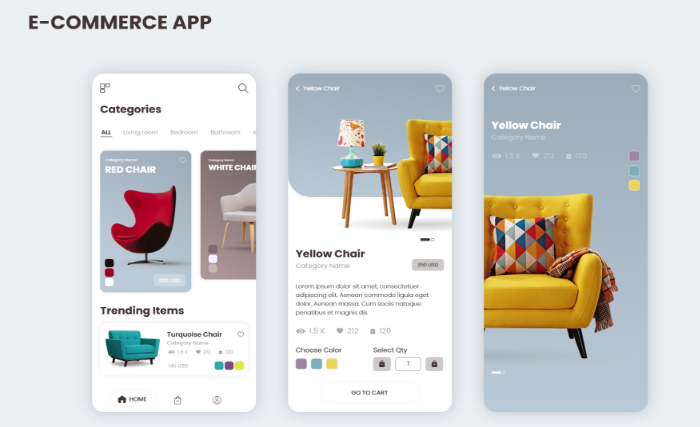 E-COMMERCE APP
Categories
ALL Living room Bedroom Bathroom
Category Name
RED CHAIR
200 USD
Category Name
WHITE CHAIR
Trending Items
Turquoise Chair
Category Name
1.5 K 212 120
145 USD
HOME
Yellow Chair
Yellow Chair
Category Name
350 USD
Lorem ipsum dolor sit amet, consectetuer
adipiscing elit. Aenean commodo ligula eget
dolor. Aenean massa. Cum sociis natoque
penatibus et magnis dis
1.5 K 212 120
Choose Color Select Qty
1
GO TO CART
Yellow Chair
Yellow Chair
Category Name
1.5 K 212 120